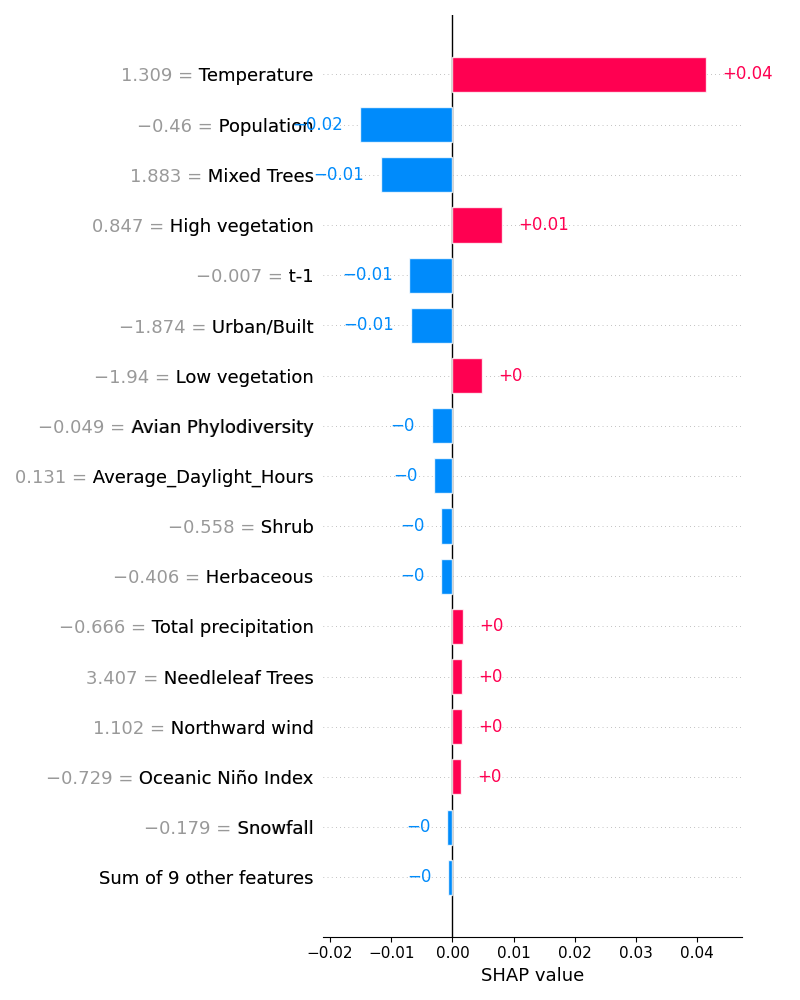 1.309 = Temperature +0.04
−0.46 = Population −0.02
1.883 = Mixed Trees −0.01
0.847 = High vegetation +0.01
−0.007 = t-1 −0.01
−1.874 = Urban/Built −0.01
−1.94 = Low vegetation +0
−0.049 = Avian Phylodiversity −0
0.131 = Average_Daylight_Hours −0
−0.558 = Shrub −0
−0.406 = Herbaceous −0
−0.666 = Total precipitation +0
3.407 = Needleleaf Trees +0
1.102 = Northward wind +0
−0.729 = Oceanic Niño Index +0
−0.179 = Snowfall −0
Sum of 9 other features −0
−0.02 −0.01 0.00 0.01 0.02 0.03 0.04
SHAP value